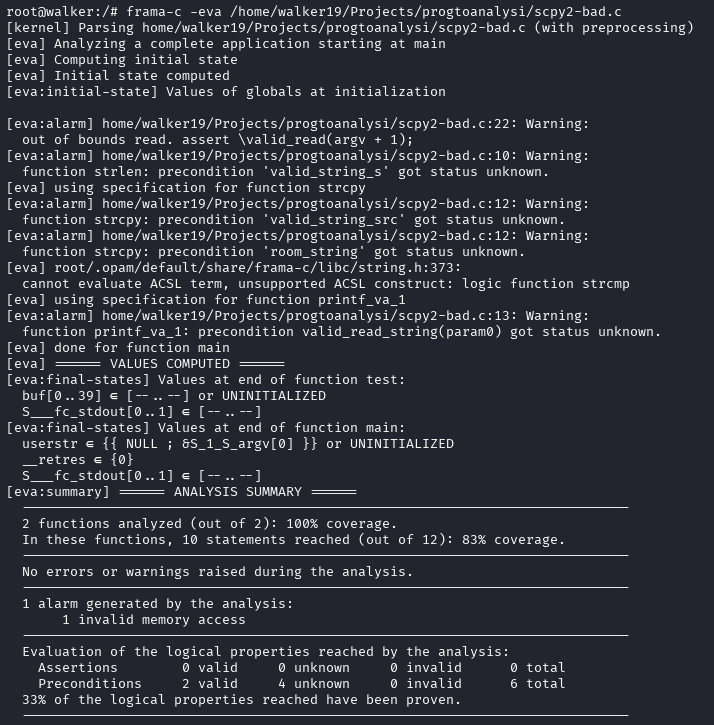 root@walker:/# frama-c -eva /home/walker19/Projects/progtoanalysi/scpy2-bad.c
[kernel] Parsing home/walker19/Projects/progtoanalysi/scpy2-bad.c (with preprocessing)
[eva] Analyzing a complete application starting at main
[eva] Computing initial state
[eva] Initial state computed
[eva:initial-state] Values of globals at initialization
[eva:alarm] home/walker19/Projects/progtoanalysi/scpy2-bad.c:22: Warning:
  out of bounds read. assert \valid_read(argv + 1);
[eva:alarm] home/walker19/Projects/progtoanalysi/scpy2-bad.c:10: Warning:
  function strlen: precondition 'valid_string_s' got status unknown.
[eva] using specification for function strcpy
[eva:alarm] home/walker19/Projects/progtoanalysi/scpy2-bad.c:12: Warning:
  function strcpy: precondition 'valid_string_src' got status unknown.
[eva:alarm] home/walker19/Projects/progtoanalysi/scpy2-bad.c:12: Warning:
  function strcpy: precondition 'room_string' got status unknown.
[eva] root/.opam/default/share/frama-c/libc/string.h:373:
  cannot evaluate ACSL term, unsupported ACSL construct: logic function strcmp
[eva] using specification for function printf_va_1
[eva:alarm] home/walker19/Projects/progtoanalysi/scpy2-bad.c:13: Warning:
  function printf_va_1: precondition valid_read_string(param0) got status unknown.
[eva] done for function main
[eva] ====== VALUES COMPUTED ======
[eva:final-states] Values at end of function test:
  buf[0..39] ∈ [--..--] or UNINITIALIZED
  S___fc_stdout[0..1] ∈ [--..--]
[eva:final-states] Values at end of function main:
  userstr ∈ {{ NULL ; &S_1_S_argv[0] }} or UNINITIALIZED
  __retres ∈ {0}
  S___fc_stdout[0..1] ∈ [--..--]
[eva:summary] ====== ANALYSIS SUMMARY ======
  2 functions analyzed (out of 2): 100% coverage.
  In these functions, 10 statements reached (out of 12): 83% coverage.
  No errors or warnings raised during the analysis.
  1 alarm generated by the analysis:
       1 invalid memory access
  Evaluation of the logical properties reached by the analysis:
    Assertions        0 valid     0 unknown     0 invalid      0 total
    Preconditions     2 valid     4 unknown     0 invalid      6 total
  33% of the logical properties reached have been proven.